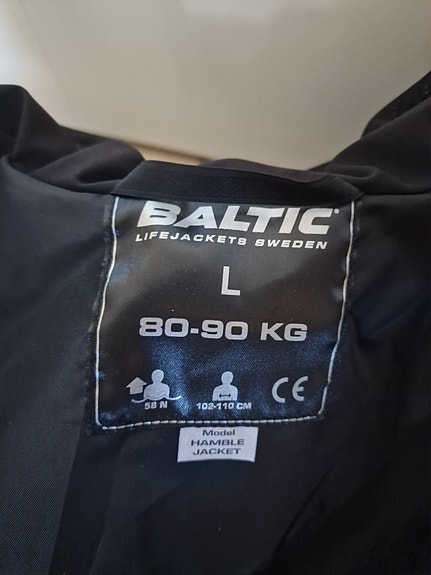 BALTIC
LIFEJACKETS SWEDEN
L
80-90 KG
58 N
102-110 CM
CE
Model
HAMBLE
JACKET